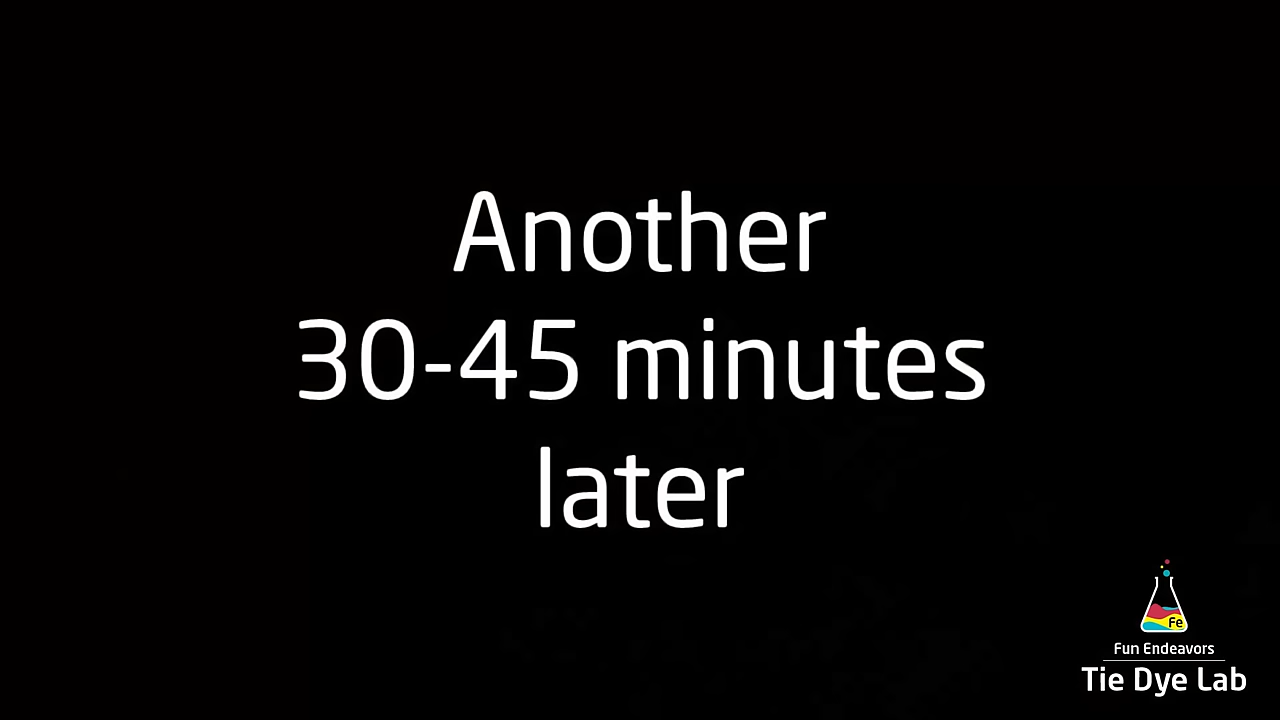 Another
30-45 minutes
later
Fe
Fun Endeavors
Tie Dye Lab